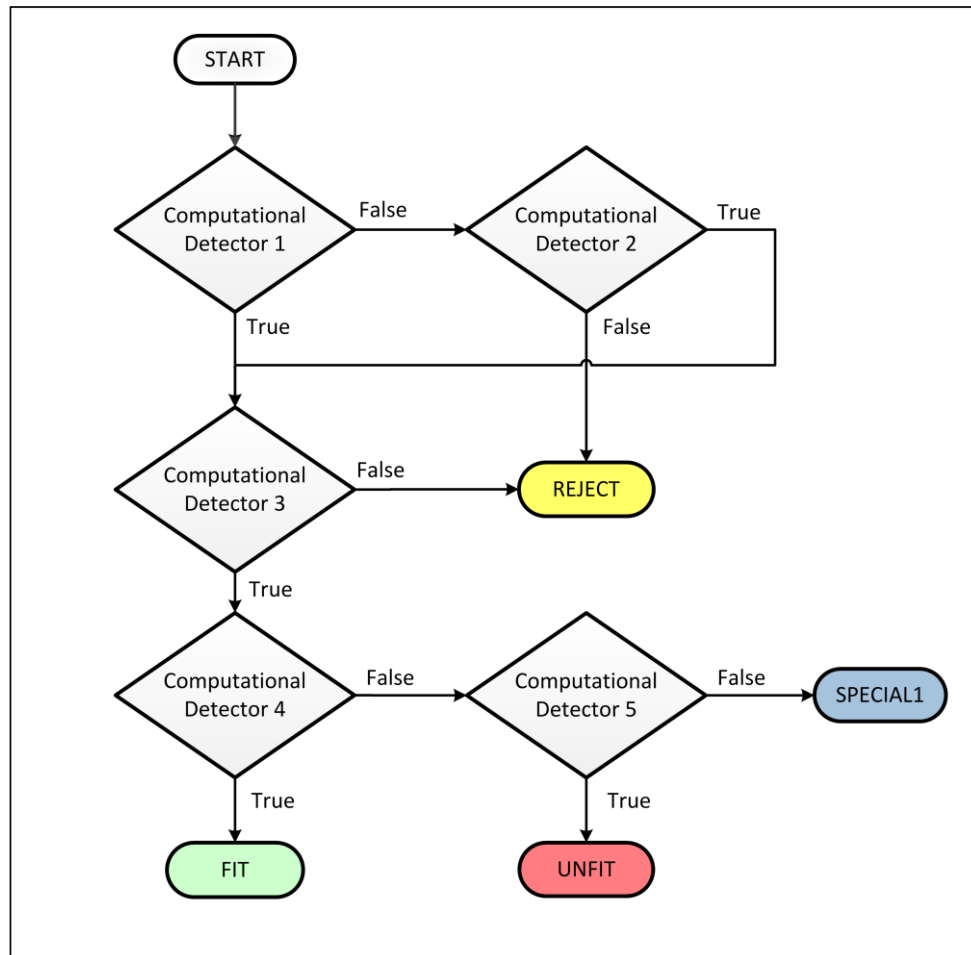 START
Computational
Detector 1
False
Computational
Detector 2
True
True
False
Computational
Detector 3
False
REJECT
True
Computational
Detector 4
False
Computational
Detector 5
False
SPECIAL1
True
True
FIT
UNFIT